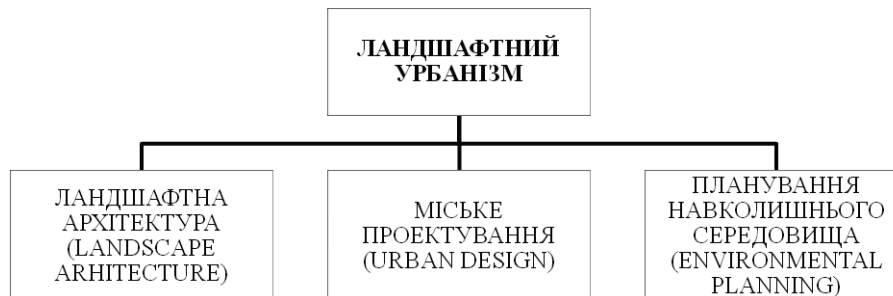 ЛАНДШАФТНИЙ
УРБАНІЗМ
ЛАНДШАФТНА
АРХІТЕКТУРА
(LANDSCAPE
ARHITECTURE)
МІСЬКЕ
ПРОЕКТУВАННЯ
(URBAN DESIGN)
ПЛАНУВАННЯ
НАВКОЛИШНЬОГО
СЕРЕДОВИЩА
(ENVIRONMENTAL
PLANNING)